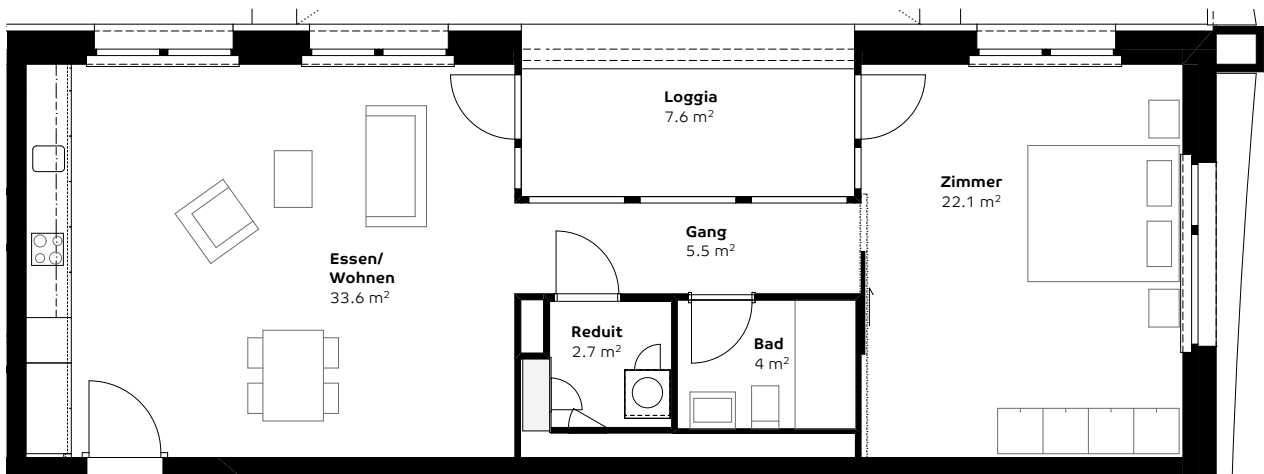 Loggia
7.6 m²
Zimmer
22.1 m²
Gang
5.5 m²
Essen/
Wohnen
33.6 m²
Reduit
2.7 m²
Bad
4 m²